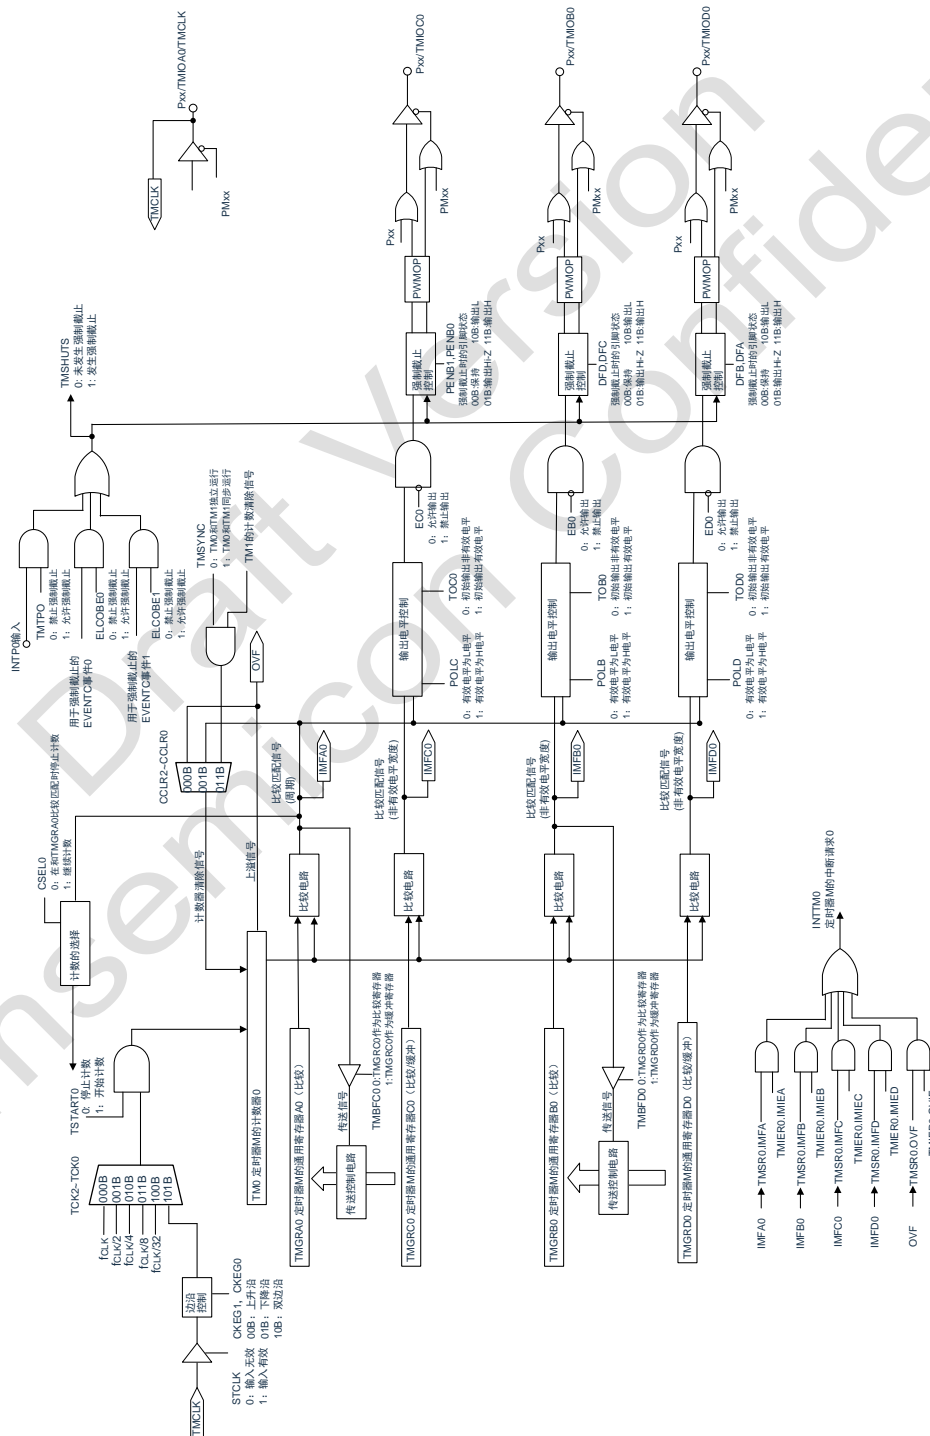 TMCLK
STCLK
0: 输入无效
1: 输入有效
边沿
控制
CKEG1, CKEG0
00B: 上升沿
01B: 下降沿
10B: 双边沿
fCLK
fCLK/2
fCLK/4
fCLK/8
fCLK/32
TCK2~TCK0
000B
001B
010B
011B
100B
101B
TSTART0
0: 停止计数
1: 开始计数
计数的选择
CSEL0
0: 在和TMGRA0比较匹配时停止计数
1: 继续计数
TM0 定时器M的计数器0
计数器清除信号
上溢信号
CCLR2~CCLR0
000B
001B
011B
OVF
TMSYNC
0: TM0和TM1独立运行
1: TM0和TM1同步运行
TM1的计数清除信号
INTP0输入
TMTPO
0: 禁止强制截止
1: 允许强制截止
用于强制截止的
EVENTC事件0
ELCOBE0
0: 禁止强制截止
1: 允许强制截止
用于强制截止的
EVENTC事件1
ELCOBE1
0: 禁止强制截止
1: 允许强制截止
TMSHUTS
0: 未发生强制截止
1: 发生强制截止
TMCLK
PMxx
Pxx/TMIOA0/TMCLK
TMGRA0 定时器M的通用寄存器A0（比较）
比较电路
比较匹配信号
(周期)
IMFA0
传送控制电路
传送信号
TMBFC0 0:TMGRC0作为比较寄存器
1:TMGRC0作为缓冲寄存器
TMGRC0 定时器M的通用寄存器C0（比较/缓冲）
比较电路
比较匹配信号
(非有效电平宽度)
IMFC0
输出电平控制
POLC
0: 有效电平为L电平
1: 有效电平为H电平
TOC0
0: 初始输出非有效电平
1: 初始输出有效电平
EC0
0: 允许输出
1: 禁止输出
强制截止
控制
PENB1,PENB0
强制截止时的引脚状态
00B:保持 10B:输出L
01B:输出Hi-Z 11B:输出H
PWMOP
Pxx
PMxx
Pxx/TMIOC0
TMGRB0 定时器M的通用寄存器B0（比较）
比较电路
比较匹配信号
(非有效电平宽度)
IMFB0
传送控制电路
传送信号
TMBFD0 0:TMGRD0作为比较寄存器
1:TMGRD0作为缓冲寄存器
输出电平控制
POLB
0: 有效电平为L电平
1: 有效电平为H电平
TOB0
0: 初始输出非有效电平
1: 初始输出有效电平
EB0
0: 允许输出
1: 禁止输出
强制截止
控制
DFD,DFC
强制截止时的引脚状态
00B:保持 10B:输出L
01B:输出Hi-Z 11B:输出H
PWMOP
Pxx
PMxx
Pxx/TMIOB0
TMGRD0 定时器M的通用寄存器D0（比较/缓冲）
比较电路
比较匹配信号
(非有效电平宽度)
IMFD0
输出电平控制
POLD
0: 有效电平为L电平
1: 有效电平为H电平
TOD0
0: 初始输出非有效电平
1: 初始输出有效电平
ED0
0: 允许输出
1: 禁止输出
强制截止
控制
DFB,DFA
强制截止时的引脚状态
00B:保持 10B:输出L
01B:输出Hi-Z 11B:输出H
PWMOP
Pxx
PMxx
Pxx/TMIOD0
IMFA0
TMSR0.IMFA
TMIER0.IMIEA
IMFB0
TMSR0.IMFB
TMIER0.IMIEB
IMFC0
TMSR0.IMFC
TMIER0.IMIEC
IMFD0
TMSR0.IMFD
TMIER0.IMIED
OVF
TMSR0.OVF
INTTM0
定时器M的中断请求0
Draft Version